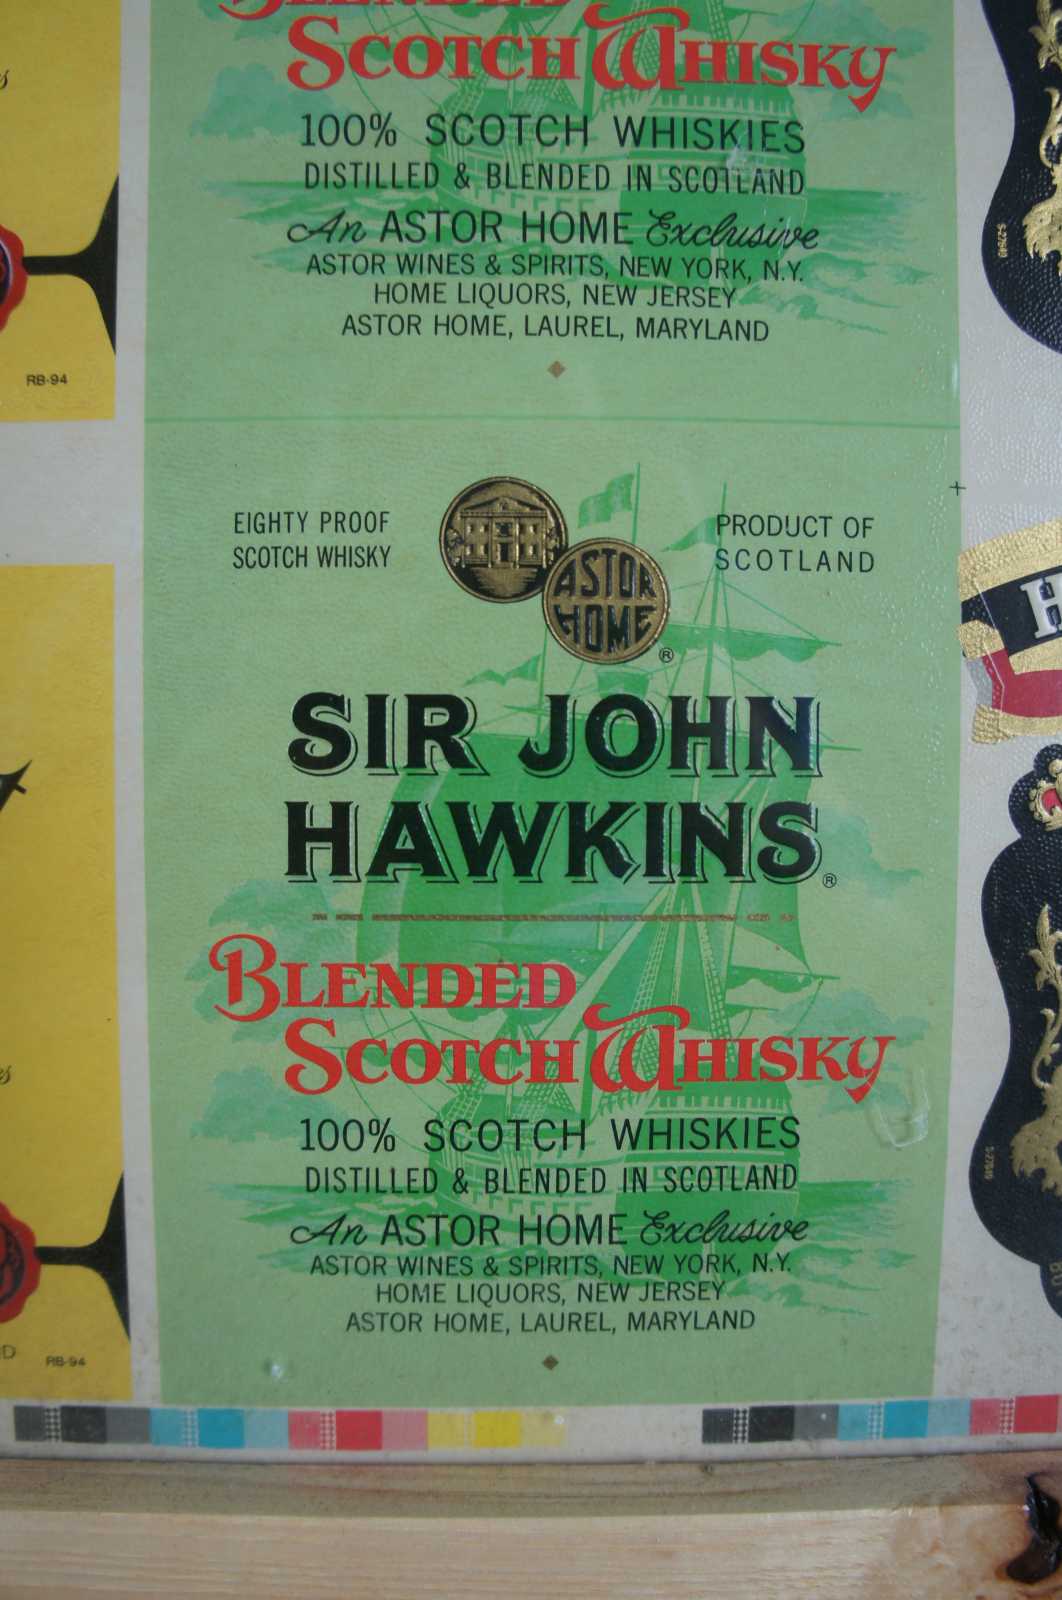 BLENDED
SCOTCH WHISKY
100% SCOTCH WHISKIES
DISTILLED & BLENDED IN SCOTLAND
An ASTOR HOME Exclusive
ASTOR WINES & SPIRITS, NEW YORK, N.Y.
HOME LIQUORS, NEW JERSEY
ASTOR HOME, LAUREL, MARYLAND
RB-94
EIGHTY PROOF
SCOTCH WHISKY
PRODUCT OF
SCOTLAND
ASTOR
HOME
®
SIR JOHN
HAWKINS®
BLENDED
SCOTCH WHISKY
100% SCOTCH WHISKIES
DISTILLED & BLENDED IN SCOTLAND
An ASTOR HOME Exclusive
ASTOR WINES & SPIRITS, NEW YORK, N.Y.
HOME LIQUORS, NEW JERSEY
ASTOR HOME, LAUREL, MARYLAND
RB-94